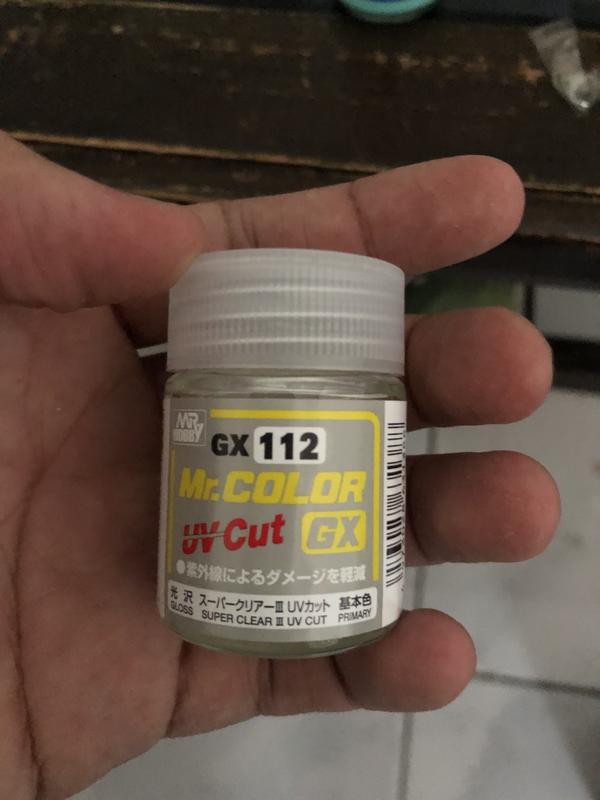 MR HOBBY
GX 112
Mr. COLOR
UV Cut GX
●紫外線によるダメージを軽減
光沢 スーパークリアーⅢ UVカット 基本色
GLOSS SUPER CLEAR Ⅲ UV CUT PRIMARY